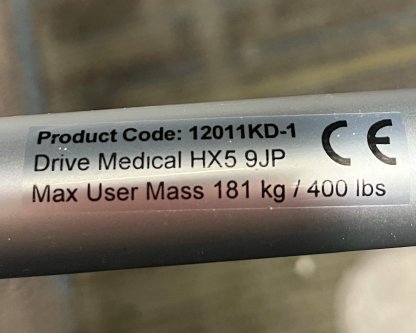 Product Code: 12011KD-1
Drive Medical HX5 9JP
Max User Mass 181 kg / 400 lbs
CE